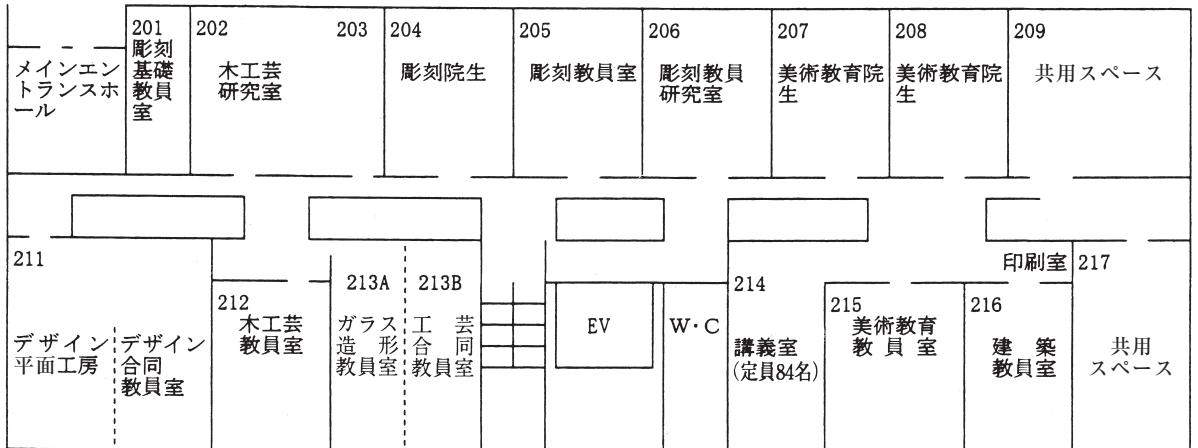 201
202
203
204
205
206
207
208
209
メインエン
トランスホ
ール
彫刻
基礎
教員
室
木工芸
研究室
彫刻院生
彫刻教員室
彫刻教員
研究室
美術教育院
生
美術教育院
生
共用スペース
211
デザイン
平面工房
デザイン
合同
教員室
212
木工芸
教員室
213A
ガラス
造形
教員室
213B
工芸
合同
教員室
EV
W・C
214
講義室
(定員84名)
215
美術教育
教員室
印刷室
216
建築
教員室
217
共用
スペース